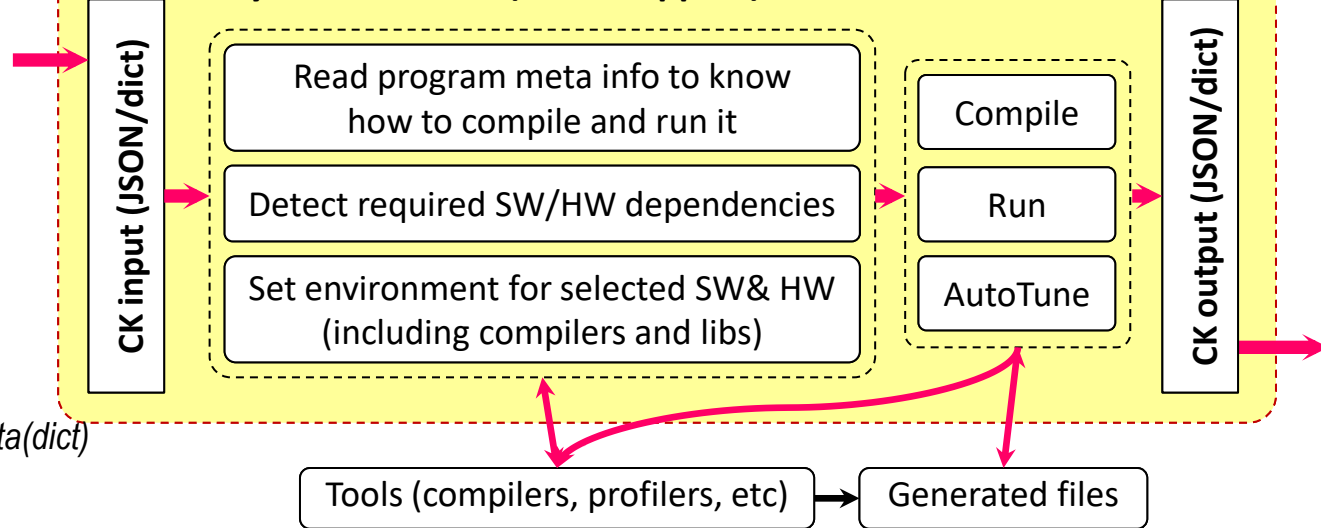 CK input (JSON/dict)
Read program meta info to know
how to compile and run it
Detect required SW/HW dependencies
Set environment for selected SW& HW
(including compilers and libs)
Compile
Run
AutoTune
CK output (JSON/dict)
ta(dict)
Tools (compilers, profilers, etc)
Generated files